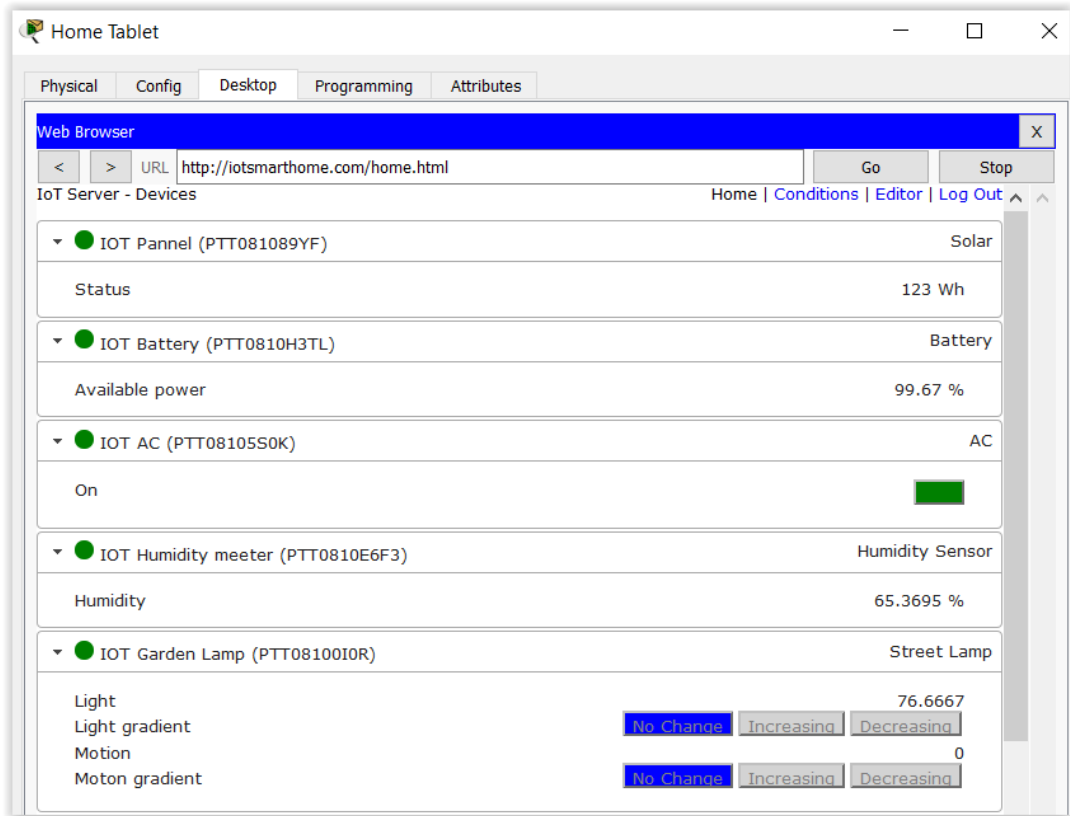 Home Tablet
Physical Config Desktop Programming Attributes
Web Browser X
< > URL http://iotsmarthome.com/home.html Go Stop
IoT Server - Devices Home | Conditions | Editor | Log Out
IOT Pannel (PTT081089YF) Solar
Status 123 Wh
IOT Battery (PTT0810H3TL) Battery
Available power 99.67 %
IOT AC (PTT08105S0K) AC
On
IOT Humidity meeter (PTT0810E6F3) Humidity Sensor
Humidity 65.3695 %
IOT Garden Lamp (PTT08100I0R) Street Lamp
Light 76.6667
Light gradient No Change Increasing Decreasing
Motion 0
Moton gradient No Change Increasing Decreasing